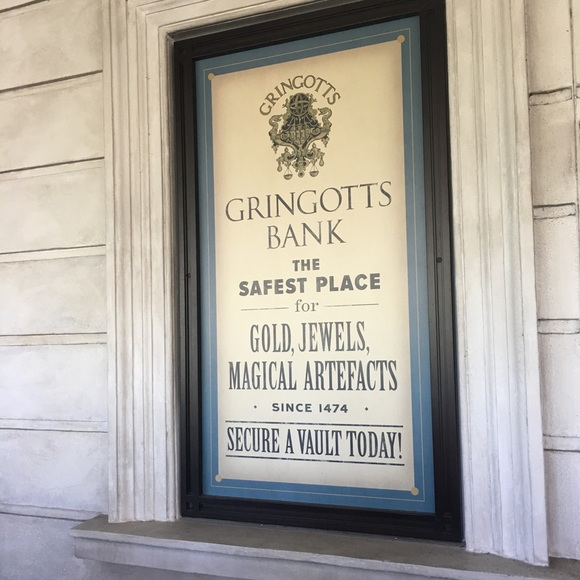 GRINGOTTS
GRINGOTTS
BANK
THE
SAFEST PLACE
for
GOLD, JEWELS,
MAGICAL ARTEFACTS
• SINCE 1474 •
SECURE A VAULT TODAY!